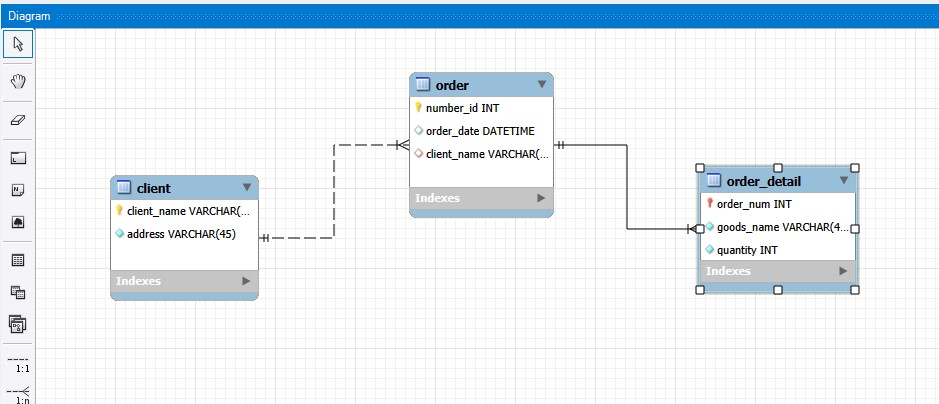 Diagram
order
number_id INT
order_date DATETIME
client_name VARCHAR(...
Indexes
client
client_name VARCHAR(...
address VARCHAR(45)
Indexes
order_detail
order_num INT
goods_name VARCHAR(4...
quantity INT
Indexes
1:1
1:n